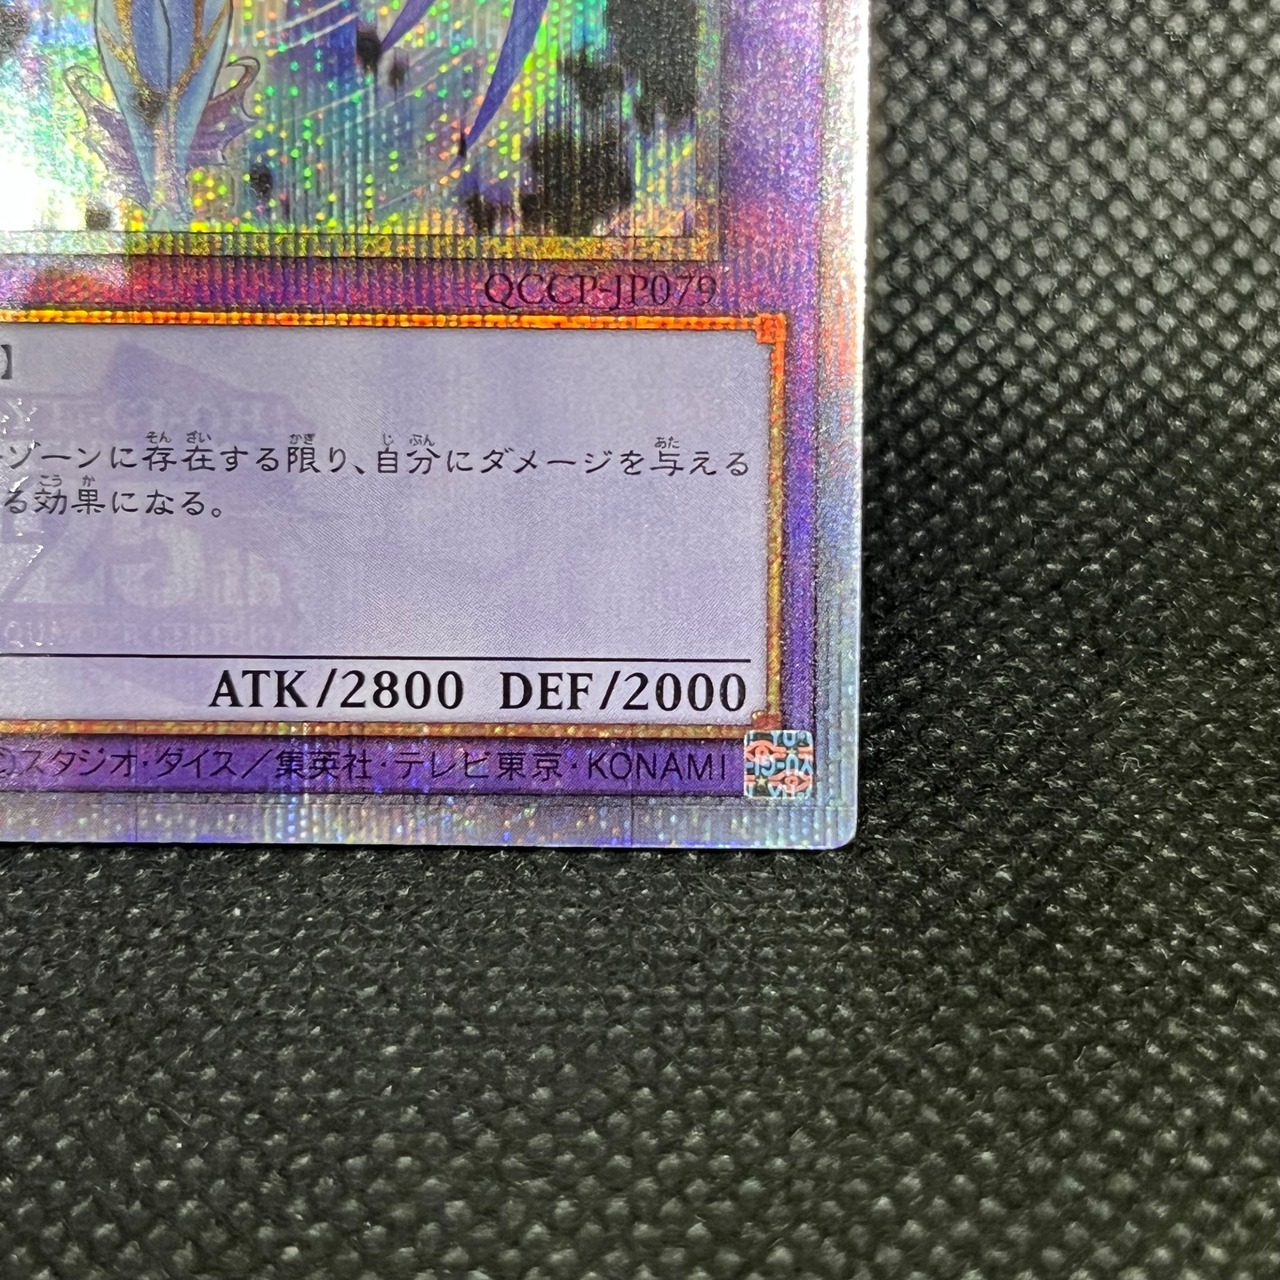 QCCP-JP079
】
ーゾーンに存在する限り、自分にダメージを与える
る効果になる。
ATK/2800 DEF/2000
©スタジオ・ダイス／集英社・テレビ東京・KONAMI